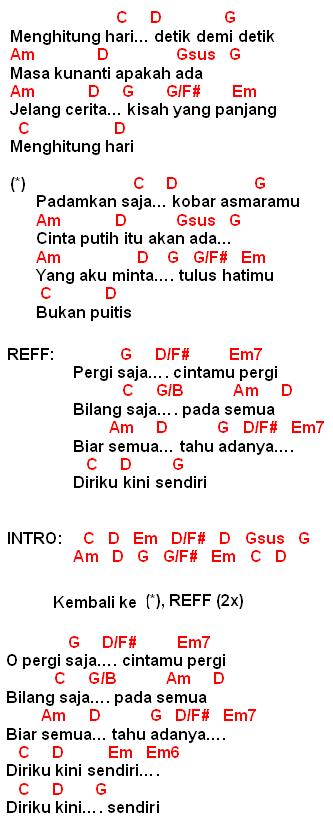 C D G
Menghitung hari... detik demi detik
Am D Gsus G
Masa kunanti apakah ada
Am D G G/F# Em
Jelang cerita... kisah yang panjang
C D
Menghitung hari
(*) C D G
Padamkan saja... kobar asmaramu
Am D Gsus G
Cinta putih itu akan ada...
Am D G G/F# Em
Yang aku minta.... tulus hatimu
C D
Bukan puitis
REFF: G D/F# Em7
Pergi saja.... cintamu pergi
C G/B Am D
Bilang saja.... pada semua
Am D G D/F# Em7
Biar semua... tahu adanya....
C D G
Diriku kini sendiri
INTRO: C D Em D/F# D Gsus G
Am D G G/F# Em C D
Kembali ke (*), REFF (2x)
G D/F# Em7
O pergi saja.... cintamu pergi
C G/B Am D
Bilang saja.... pada semua
Am D G D/F# Em7
Biar semua... tahu adanya....
C D Em Em6
Diriku kini sendiri....
C D G
Diriku kini.... sendiri